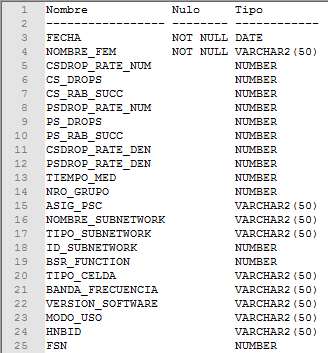 1 Nombre Nulo Tipo
2 ------------------ -------- ------------
3 FECHA NOT NULL DATE
4 NOMBRE_FEM NOT NULL VARCHAR2(50)
5 CSDROP_RATE_NUM NUMBER
6 CS_DROPS NUMBER
7 CS_RAB_SUCC NUMBER
8 PSDROP_RATE_NUM NUMBER
9 PS_DROPS NUMBER
10 PS_RAB_SUCC NUMBER
11 CSDROP_RATE_DEN NUMBER
12 PSDROP_RATE_DEN NUMBER
13 TIEMPO_MED NUMBER
14 NRO_GRUPO NUMBER
15 ASIG_PSC VARCHAR2(50)
16 NOMBRE_SUBNETWORK VARCHAR2(50)
17 TIPO_SUBNETWORK VARCHAR2(50)
18 ID_SUBNETWORK NUMBER
19 BSR_FUNCTION NUMBER
20 TIPO_CELDA VARCHAR2(50)
21 BANDA_FRECUENCIA VARCHAR2(50)
22 VERSION_SOFTWARE VARCHAR2(50)
23 MODO_USO VARCHAR2(50)
24 HNBID VARCHAR2(50)
25 FSN NUMBER